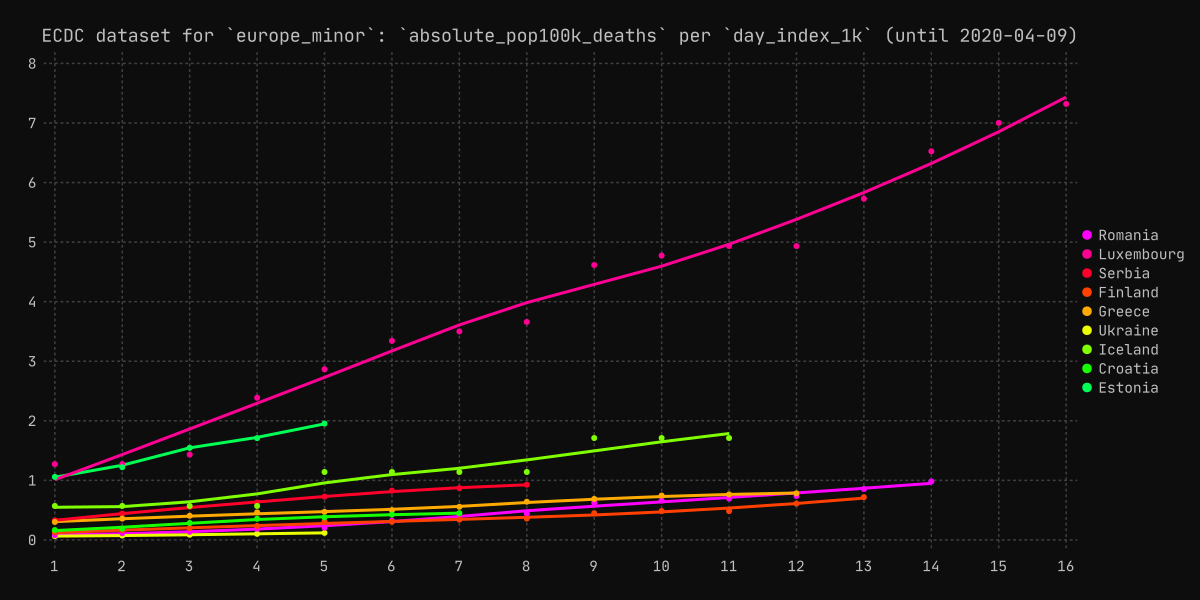 ECDC dataset for `europe_minor`: `absolute_pop100k_deaths` per `day_index_1k` (until 2020-04-09)
8
7
6
5
4
3
2
1
0
1 2 3 4 5 6 7 8 9 10 11 12 13 14 15 16
Romania
Luxembourg
Serbia
Finland
Greece
Ukraine
Iceland
Croatia
Estonia